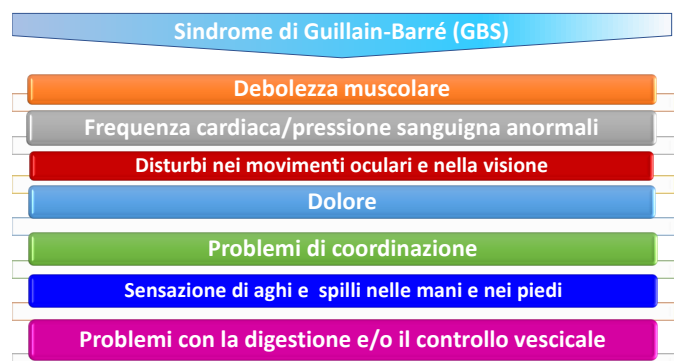 Sindrome di Guillain-Barré (GBS)
Debolezza muscolare
Frequenza cardiaca/pressione sanguigna anormali
Disturbi nei movimenti oculari e nella visione
Dolore
Problemi di coordinazione
Sensazione di aghi e spilli nelle mani e nei piedi
Problemi con la digestione e/o il controllo vescicale